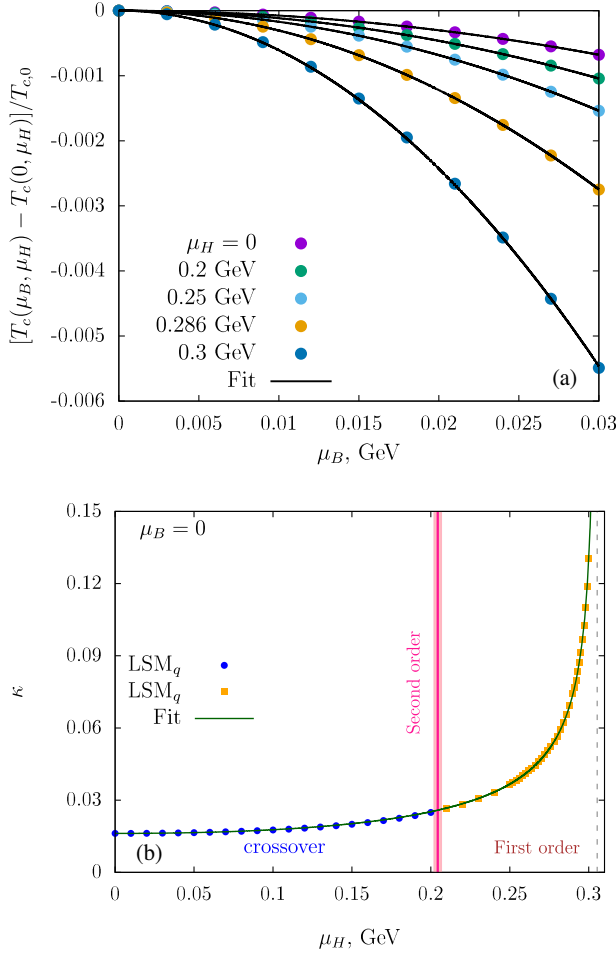 0
-0.001
-0.002
-0.003
-0.004
-0.005
-0.006
[T_c(μ_B, μ_H) − T_c(0, μ_H)]/T_{c,0}
μ_H = 0
0.2 GeV
0.25 GeV
0.286 GeV
0.3 GeV
Fit
(a)
0 0.005 0.01 0.015 0.02 0.025 0.03
μ_B, GeV
0.15
0.12
0.09
0.06
0.03
0
κ
μ_B = 0
LSM_q
LSM_q
Fit
Second order
(b)
crossover
First order
0 0.05 0.1 0.15 0.2 0.25 0.3
μ_H, GeV